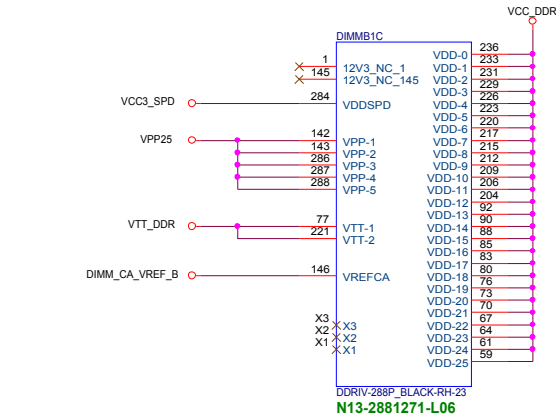 VCC_DDR
DIMMB1C
1 12V3_NC_1
145 12V3_NC_145
VCC3_SPD 284 VDDSPD
VPP25 142 VPP-1
143 VPP-2
286 VPP-3
287 VPP-4
288 VPP-5
VTT_DDR 77 VTT-1
221 VTT-2
DIMM_CA_VREF_B 146 VREFCA
X3 X3
X2 X2
X1 X1
VDD-0 236
VDD-1 233
VDD-2 231
VDD-3 229
VDD-4 226
VDD-5 223
VDD-6 220
VDD-7 217
VDD-8 215
VDD-9 212
VDD-10 209
VDD-11 206
VDD-12 204
VDD-13 92
VDD-14 90
VDD-15 88
VDD-16 85
VDD-17 83
VDD-18 80
VDD-19 76
VDD-20 73
VDD-21 70
VDD-22 67
VDD-23 64
VDD-24 61
VDD-25 59
DDRIV-288P_BLACK-RH-23
N13-2881271-L06